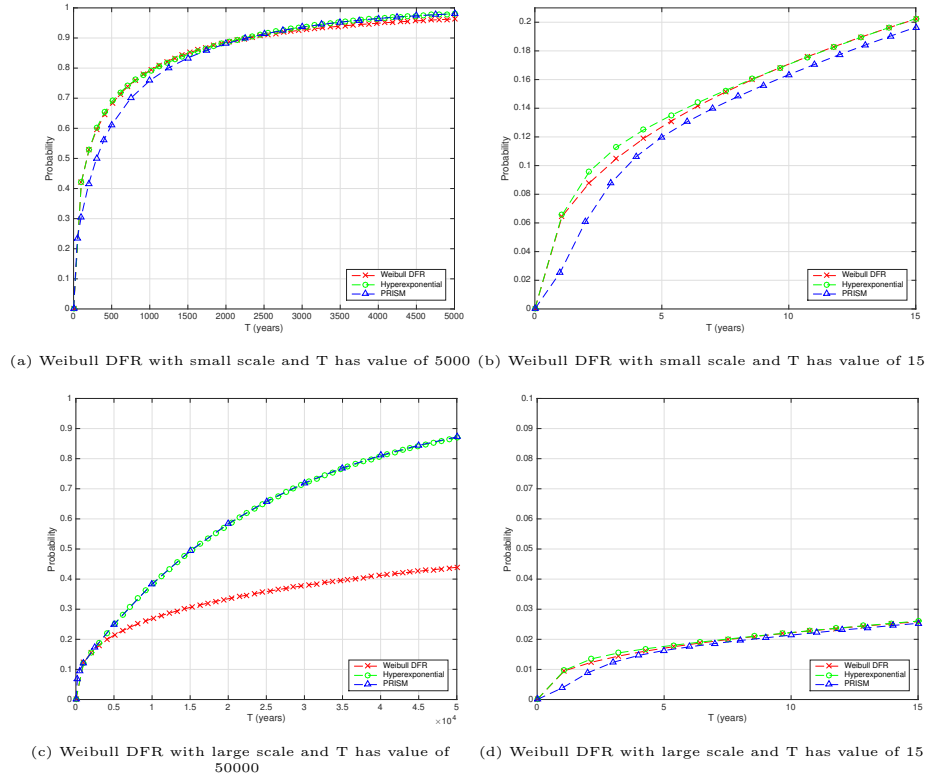 1
0.9
0.8
0.7
0.6
0.5
0.4
0.3
0.2
0.1
0
Probability
0 500 1000 1500 2000 2500 3000 3500 4000 4500 5000
T (years)
Weibull DFR
Hyperexponential
PRISM
(a) Weibull DFR with small scale and T has value of 5000
0.2
0.18
0.16
0.14
0.12
0.1
0.08
0.06
0.04
0.02
0
Probability
0 5 10 15
T (years)
Weibull DFR
Hyperexponential
PRISM
(b) Weibull DFR with small scale and T has value of 15
1
0.9
0.8
0.7
0.6
0.5
0.4
0.3
0.2
0.1
0
Probability
0 0.5 1 1.5 2 2.5 3 3.5 4 4.5 5
×10⁴
T (years)
Weibull DFR
Hyperexponential
PRISM
(c) Weibull DFR with large scale and T has value of
50000
0.1
0.09
0.08
0.07
0.06
0.05
0.04
0.03
0.02
0.01
0
Probability
0 5 10 15
T (years)
Weibull DFR
Hyperexponential
PRISM
(d) Weibull DFR with large scale and T has value of 15